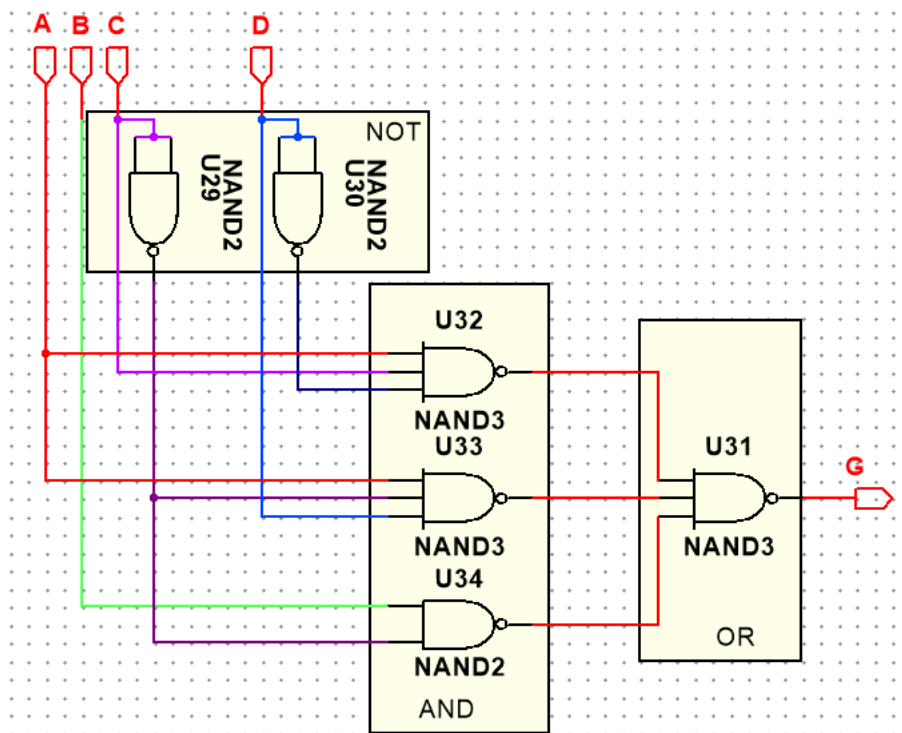 A B C D
NOT
NAND2
U29
NAND2
U30
U32
NAND3
U33
NAND3
U34
NAND2
AND
U31
NAND3
OR
G